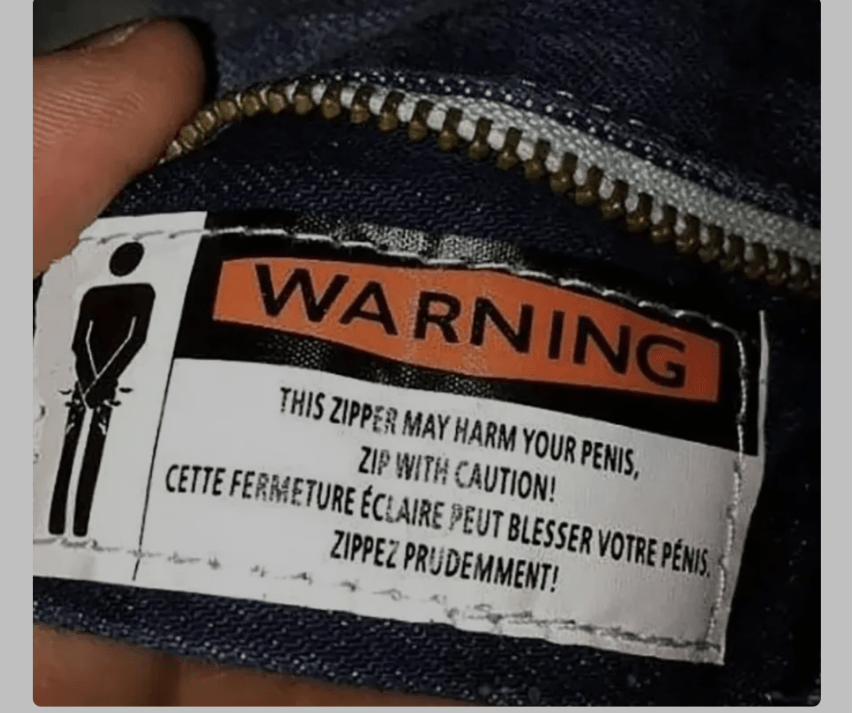 WARNING
THIS ZIPPER MAY HARM YOUR PENIS,
ZIP WITH CAUTION!
CETTE FERMETURE ÉCLAIRE PEUT BLESSER VOTRE PÉNIS.
ZIPPEZ PRUDEMMENT!